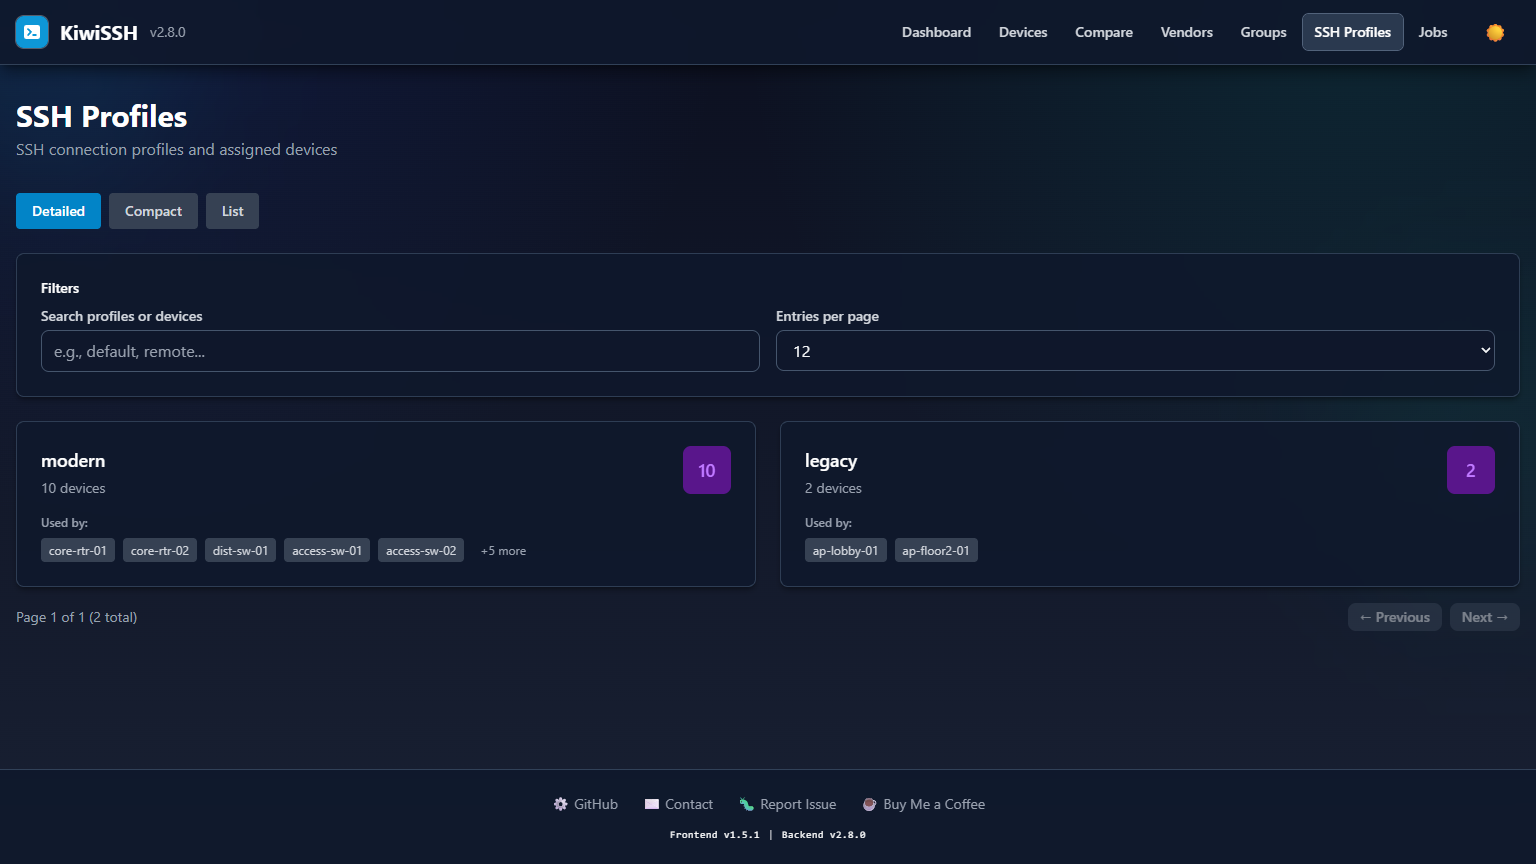 KiwiSSH v2.8.0 Dashboard Devices Compare Vendors Groups SSH Profiles Jobs
SSH Profiles
SSH connection profiles and assigned devices
Detailed Compact List
Filters
Search profiles or devices Entries per page
e.g., default, remote... 12
modern 10
10 devices
Used by:
core-rtr-01 core-rtr-02 dist-sw-01 access-sw-01 access-sw-02 +5 more
legacy 2
2 devices
Used by:
ap-lobby-01 ap-floor2-01
Page 1 of 1 (2 total) ← Previous Next →
GitHub Contact Report Issue Buy Me a Coffee
Frontend v1.5.1 | Backend v2.8.0